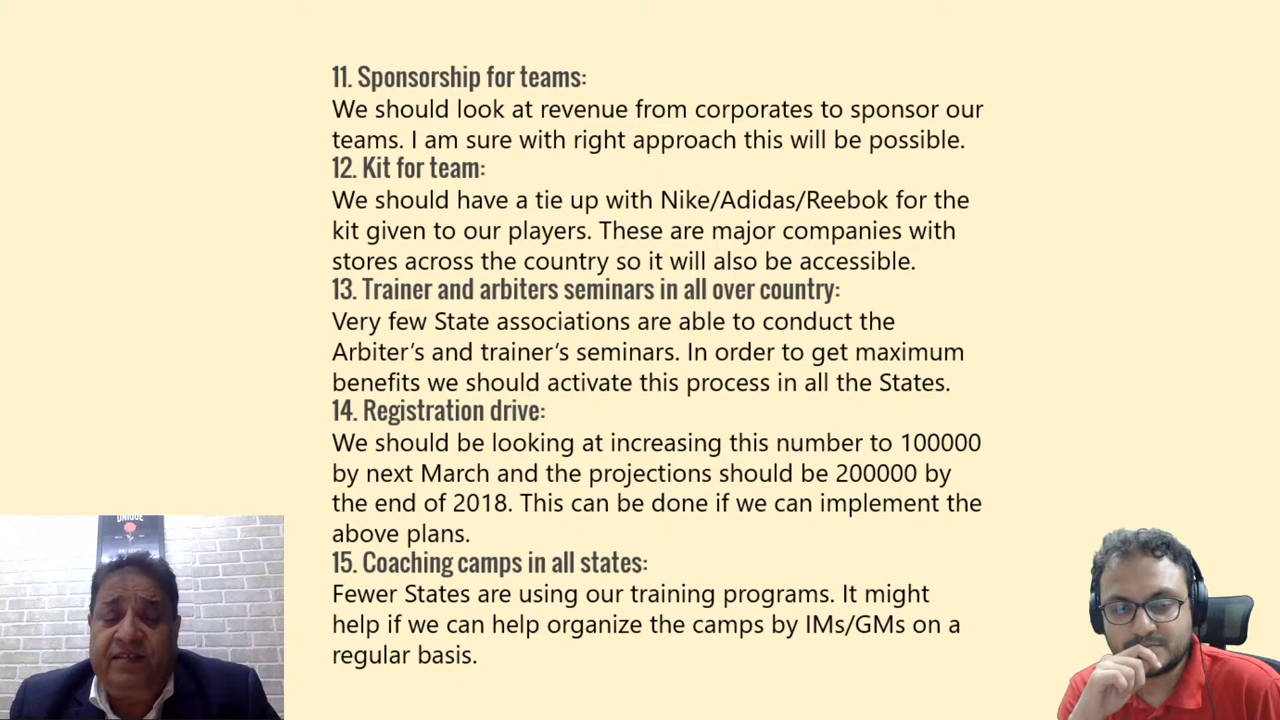 11. Sponsorship for teams:
We should look at revenue from corporates to sponsor our
teams. I am sure with right approach this will be possible.
12. Kit for team:
We should have a tie up with Nike/Adidas/Reebok for the
kit given to our players. These are major companies with
stores across the country so it will also be accessible.
13. Trainer and arbiters seminars in all over country:
Very few State associations are able to conduct the
Arbiter's and trainer's seminars. In order to get maximum
benefits we should activate this process in all the States.
14. Registration drive:
We should be looking at increasing this number to 100000
by next March and the projections should be 200000 by
the end of 2018. This can be done if we can implement the
above plans.
15. Coaching camps in all states:
Fewer States are using our training programs. It might
help if we can help organize the camps by IMs/GMs on a
regular basis.
UNIQUE